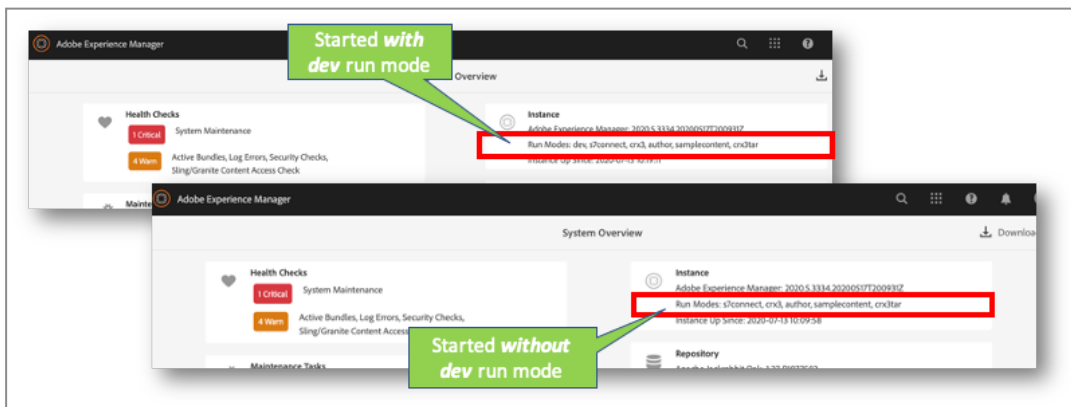 Adobe Experience Manager
Started with
dev run mode
Overview
Health Checks
1 Critical System Maintenance
4 Warn Active Bundles, Log Errors, Security Checks,
Sling/Granite Content Access Check
Instance
Adobe Experience Manager: 2020.5.3334.20200517T200931Z
Run Modes: dev, s7connect, crx3, author, samplecontent, crx3tar
Instance Up Since: 2020-07-13 10:19:11
Mainte
Adobe Experience Manager
System Overview
Downloa
Health Checks
1 Critical System Maintenance
4 Warn Active Bundles, Log Errors, Security Checks,
Sling/Granite Content Access
Instance
Adobe Experience Manager: 2020.5.3334.20200517T200931Z
Run Modes: s7connect, crx3, author, samplecontent, crx3tar
Instance Up Since: 2020-07-13 10:09:58
Started without
dev run mode
Maintenance Tasks
Repository